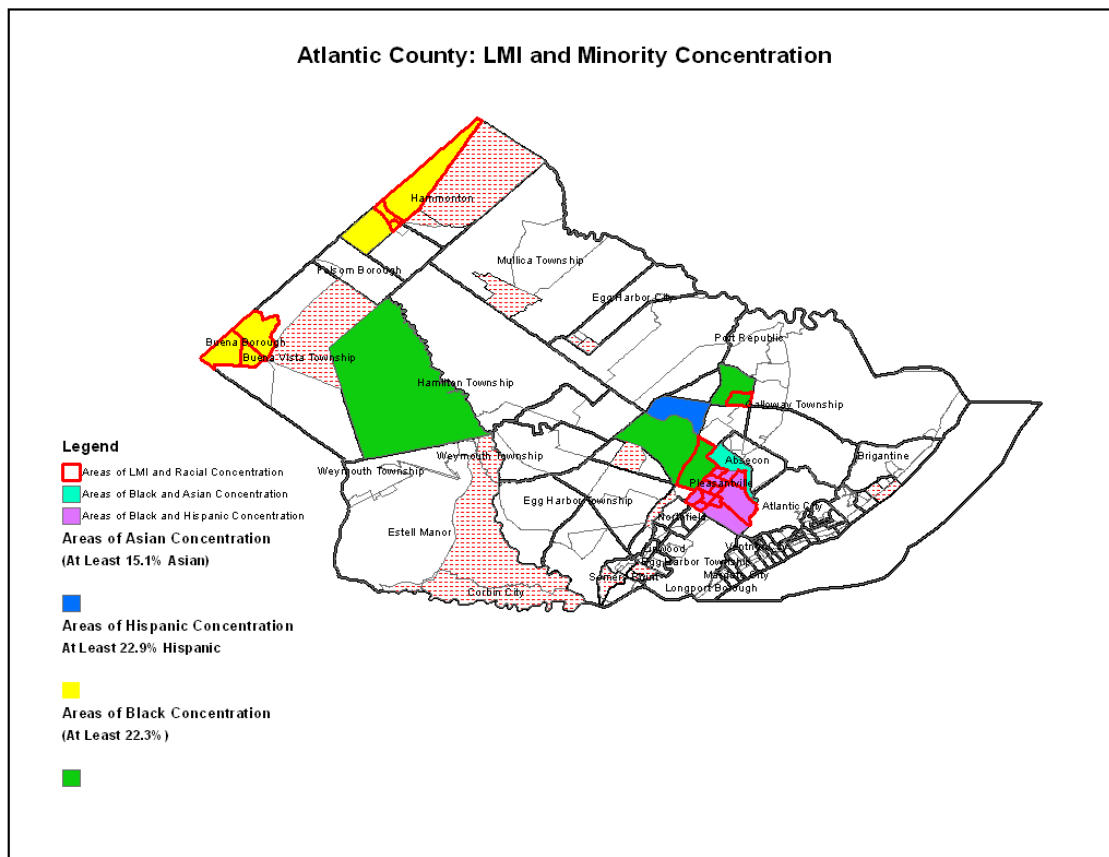 Atlantic County: LMI and Minority Concentration
Hammonton
Mullica Township
Folsom Borough
Egg Harbor City
Port Republic
Buena Borough
Buena Vista Township
Hamilton Township
Galloway Township
Legend
Areas of LMI and Racial Concentration
Areas of Black and Asian Concentration
Areas of Black and Hispanic Concentration
Areas of Asian Concentration
(At Least 15.1% Asian)
Areas of Hispanic Concentration
At Least 22.9% Hispanic
Areas of Black Concentration
(At Least 22.3%)
Weymouth Township
Weymouth Township
Absecon
Brigantine
Pleasantville
Egg Harbor Township
Atlantic City
Northfield
Estell Manor
Linwood
Ventnor
Egg Harbor Township
Somers Point
Margate City
Longport Borough
Corbin City